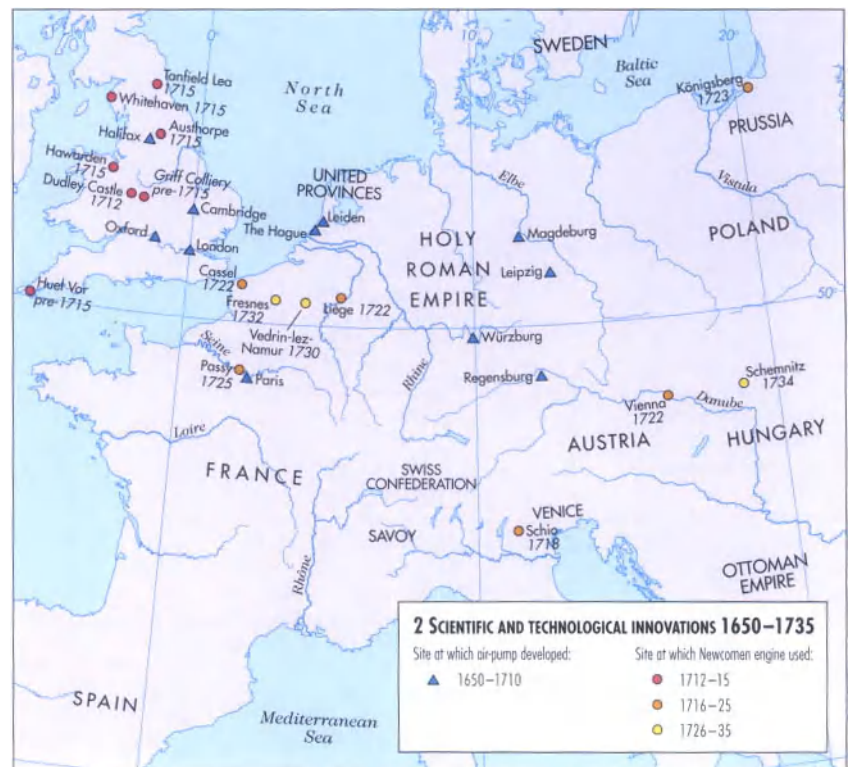 0°
10°
20°
SWEDEN
Baltic
Sea
North
Sea
Königsberg
1723
PRUSSIA
Tanfield Lea
1715
Whitehaven 1715
Halifax
Austhorpe
1715
Hawarden
1715
Griff Colliery
pre-1715
Dudley Castle
1712
Cambridge
Oxford
London
UNITED
PROVINCES
Leiden
The Hague
Elbe
Vistula
HOLY
ROMAN
EMPIRE
Magdeburg
Leipzig
POLAND
Huel Vor
pre-1715
Cassel
1722
Fresnes
1732
Liège 1722
Vedrin-lez-
Namur 1730
50°
Würzburg
Seine
Passy
1725
Paris
Rhine
Regensburg
Schemnitz
1734
Vienna
1722
Danube
Loire
AUSTRIA
HUNGARY
FRANCE
SWISS
CONFEDERATION
SAVOY
VENICE
Schio
1718
Rhône
OTTOMAN
EMPIRE
SPAIN
Mediterranean
Sea
2 SCIENTIFIC AND TECHNOLOGICAL INNOVATIONS 1650–1735
Site at which air-pump developed:
1650–1710
Site at which Newcomen engine used:
1712–15
1716–25
1726–35